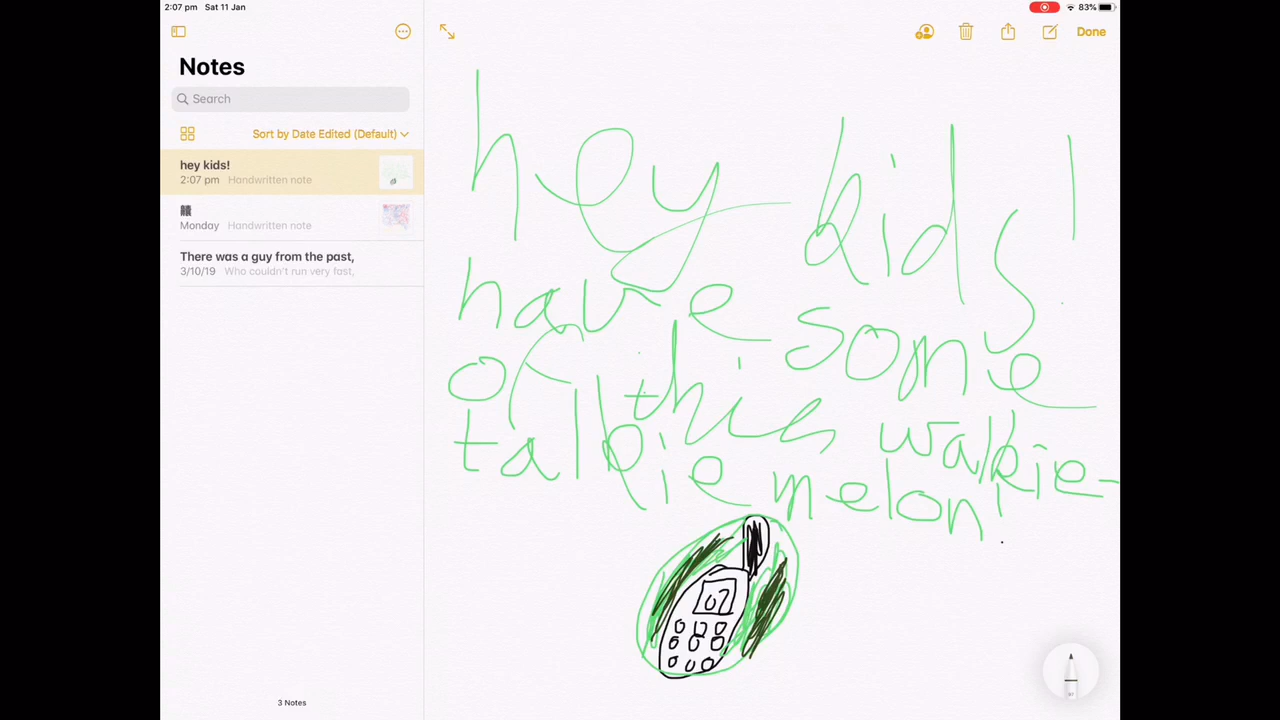 2:07 pm Sat 11 Jan
83%
Done
Notes
Search
Sort by Date Edited (Default)
hey kids!
2:07 pm Handwritten note
Monday Handwritten note
There was a guy from the past,
3/10/19 Who couldn't run very fast,
3 Notes
hey kids!
have some
of this walkie-
talkie melon!
07